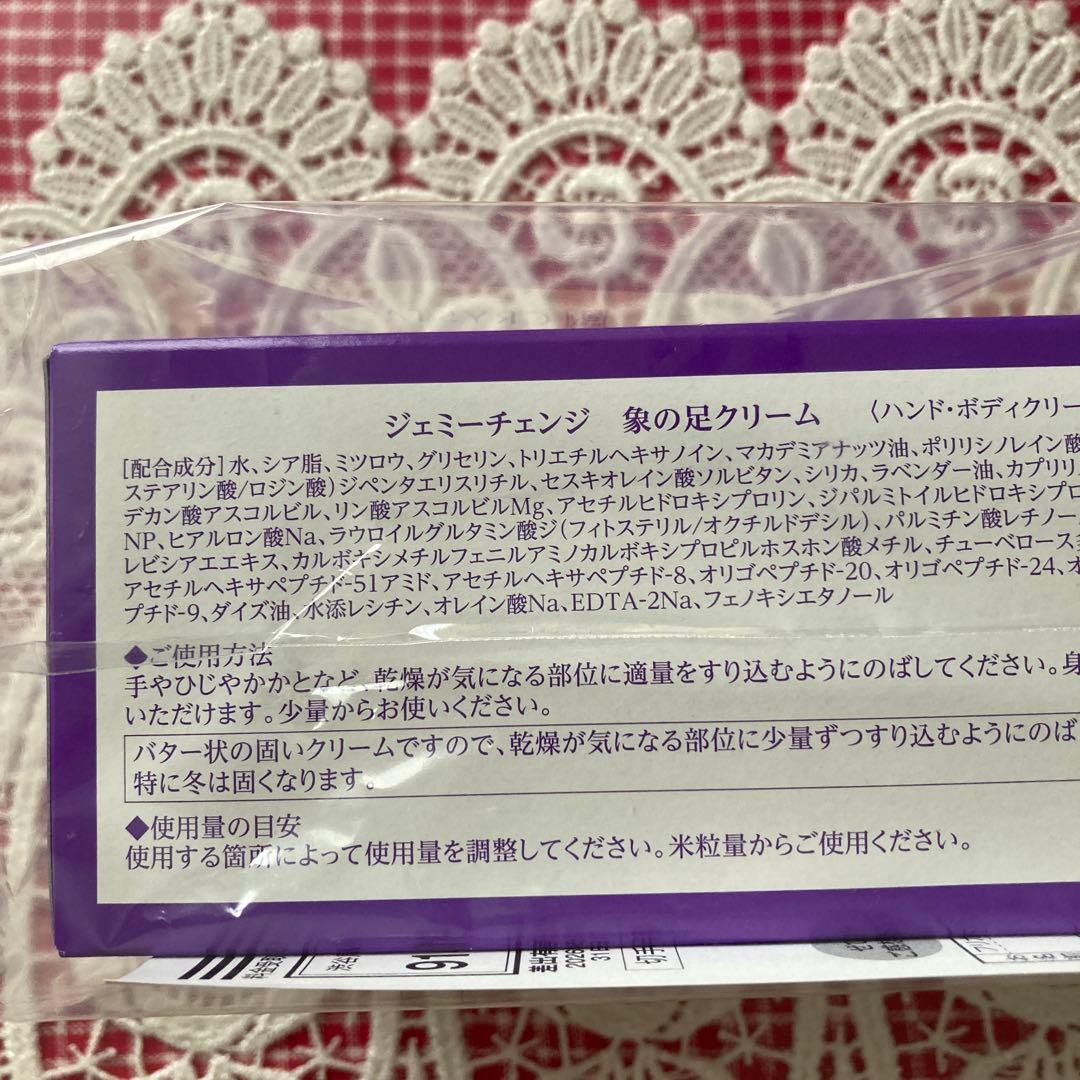 ジェミーチェンジ 象の足クリーム 〈ハンド・ボディクリー
[配合成分]水、シア脂、ミツロウ、グリセリン、トリエチルヘキサノイン、マカデミアナッツ油、ポリリシノレイン酸
ステアリン酸/ロジン酸)ジペンタエリスリチル、セスキオレイン酸ソルビタン、シリカ、ラベンダー油、カプリリ
デカン酸アスコルビル、リン酸アスコルビルMg、アセチルヒドロキシプロリン、ジパルミトイルヒドロキシプロ
NP、ヒアルロン酸Na、ラウロイルグルタミン酸ジ(フィトステリル/オクチルドデシル)、パルミチン酸レチノー
レビシアエエキス、カルボキシメチルフェニルアミノカルボキシプロピルホスホン酸メチル、チューベロース多
アセチルヘキサペプチド-51アミド、アセチルヘキサペプチド-8、オリゴペプチド-20、オリゴペプチド-24、オ
プチド-9、ダイズ油、水添レシチン、オレイン酸Na、EDTA-2Na、フェノキシエタノール
◆ご使用方法
手やひじやかかとなど、乾燥が気になる部位に適量をすり込むようにのばしてください。身
いただけます。少量からお使いください。
バター状の固いクリームですので、乾燥が気になる部位に少量ずつすり込むようにのば
特に冬は固くなります。
◆使用量の目安
使用する箇所によって使用量を調整してください。米粒量からご使用ください。